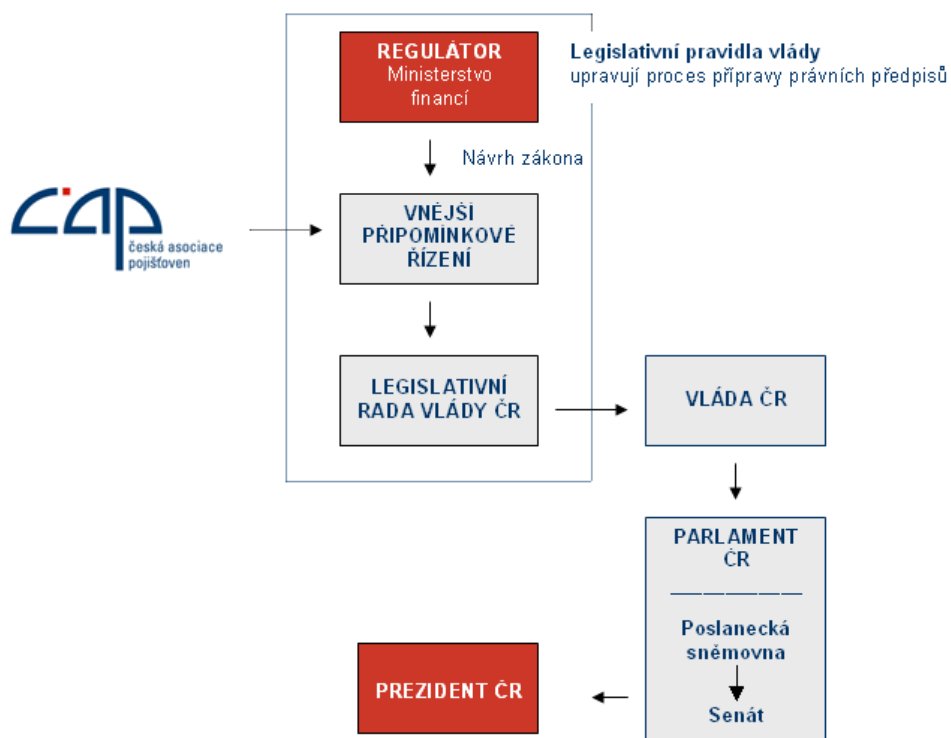 REGULÁTOR
Ministerstvo
financí
Legislativní pravidla vlády
upravují proces přípravy právních předpisů
Návrh zákona
čap
česká asociace
pojišťoven
VNĚJŠÍ
PŘIPOMÍNKOVÉ
ŘÍZENÍ
LEGISLATIVNÍ
RADA VLÁDY ČR
VLÁDA ČR
PARLAMENT
ČR
Poslanecká
sněmovna
Senát
PREZIDENT ČR